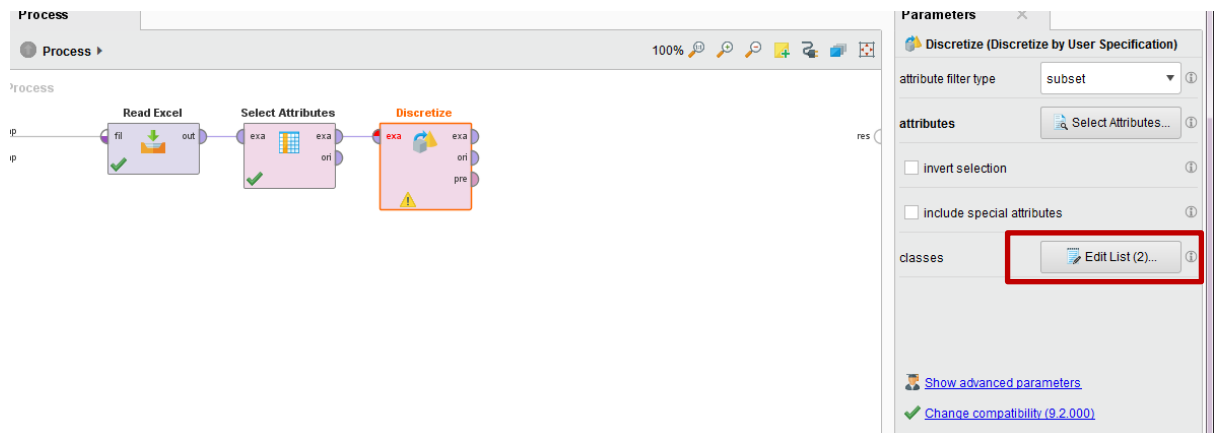 Process
Process
100%
Process
Read Excel
fil
out
Select Attributes
exa
exa
ori
Discretize
exa
exa
ori
pre
res
Parameters
Discretize (Discretize by User Specification)
attribute filter type
subset
attributes
Select Attributes...
invert selection
include special attributes
classes
Edit List (2)...
Show advanced parameters
Change compatibility (9.2.000)